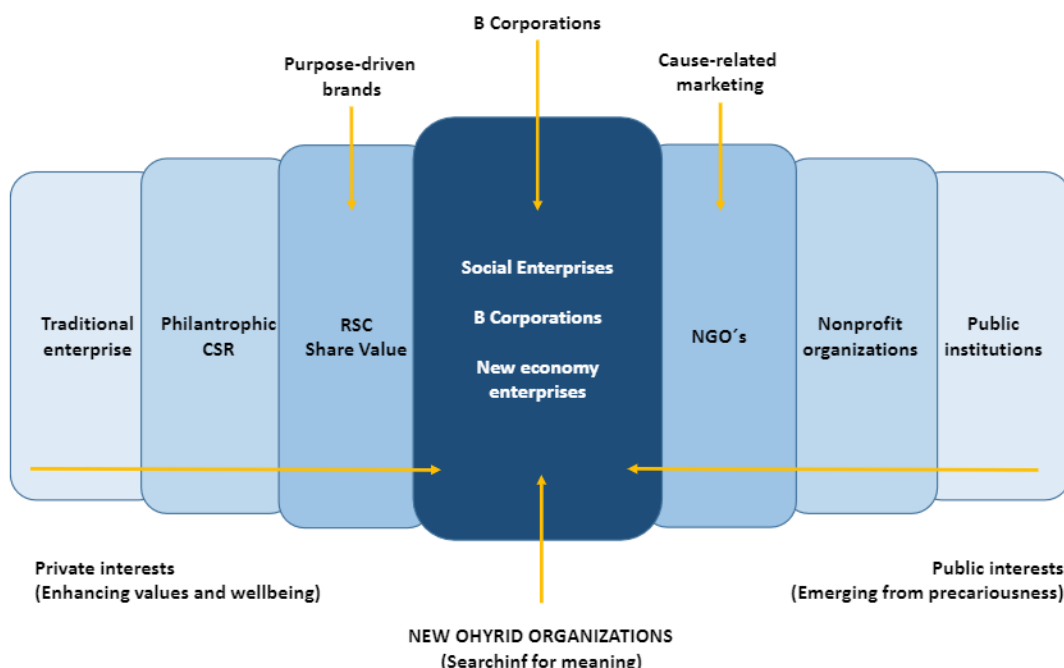 B Corporations
Purpose-driven
brands
Cause-related
marketing
Social Enterprises
B Corporations
New economy
enterprises
Traditional
enterprise
Philantrophic
CSR
RSC
Share Value
NGO´s
Nonprofit
organizations
Public
institutions
Private interests
(Enhancing values and wellbeing)
Public interests
(Emerging from precariousness)
NEW OHYRID ORGANIZATIONS
(Searchinf for meaning)